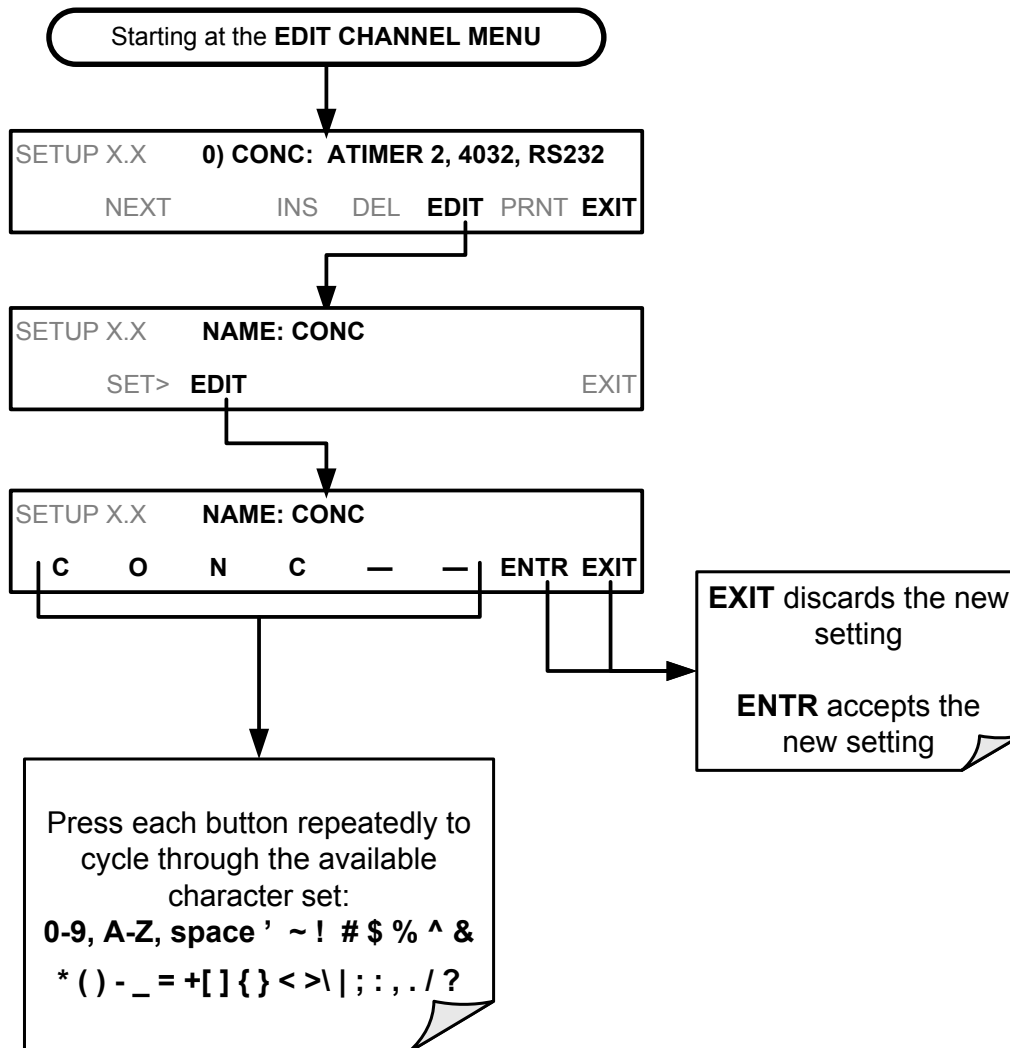 Starting at the EDIT CHANNEL MENU
SETUP X.X 0) CONC: ATIMER 2, 4032, RS232
NEXT INS DEL EDIT PRNT EXIT
SETUP X.X NAME: CONC
SET> EDIT EXIT
SETUP X.X NAME: CONC
C O N C — — ENTR EXIT
EXIT discards the new
setting
ENTR accepts the
new setting
Press each button repeatedly to
cycle through the available
character set:
0-9, A-Z, space ’ ~ ! # $ % ^ &
* ( ) - _ = +[ ] { } < >\ | ; : , . / ?